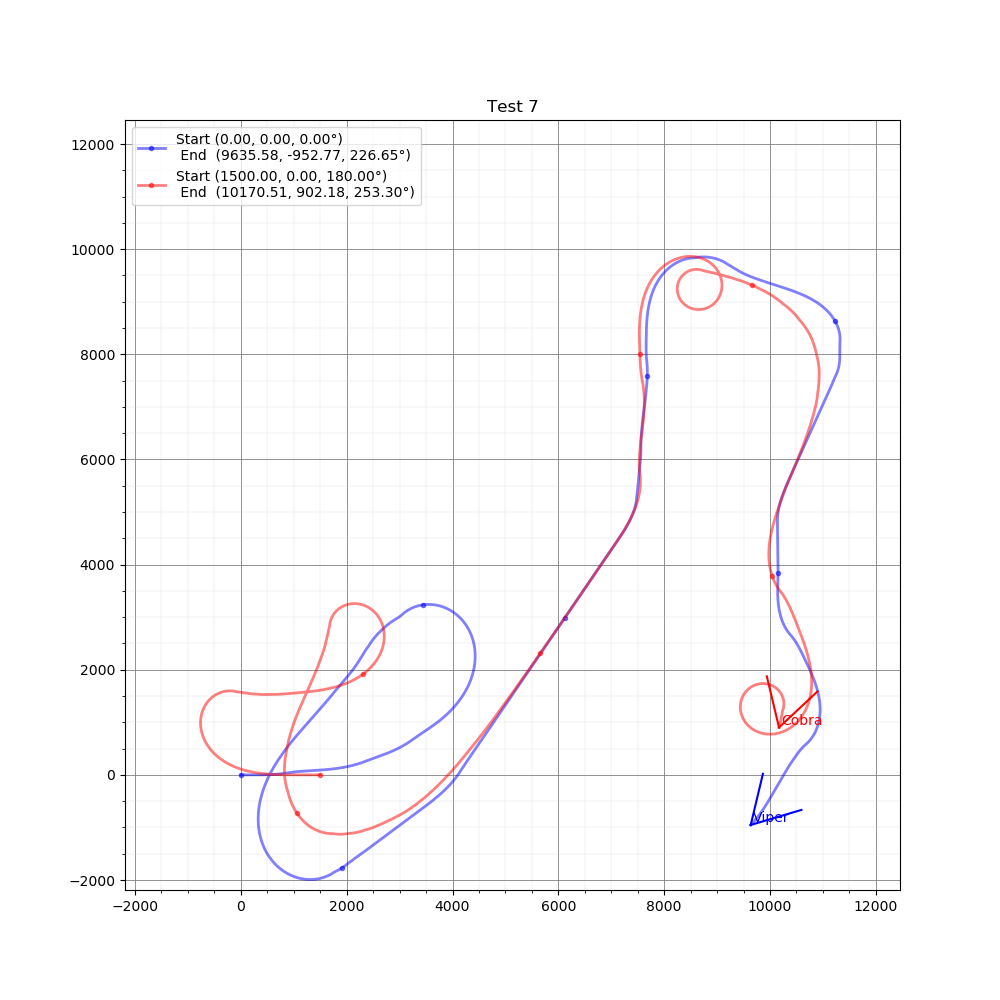 Test 7
Start (0.00, 0.00, 0.00°)
End (9635.58, -952.77, 226.65°)
Start (1500.00, 0.00, 180.00°)
End (10170.51, 902.18, 253.30°)
12000
10000
8000
6000
4000
2000
0
−2000
Cobra
Viper
−2000 0 2000 4000 6000 8000 10000 12000